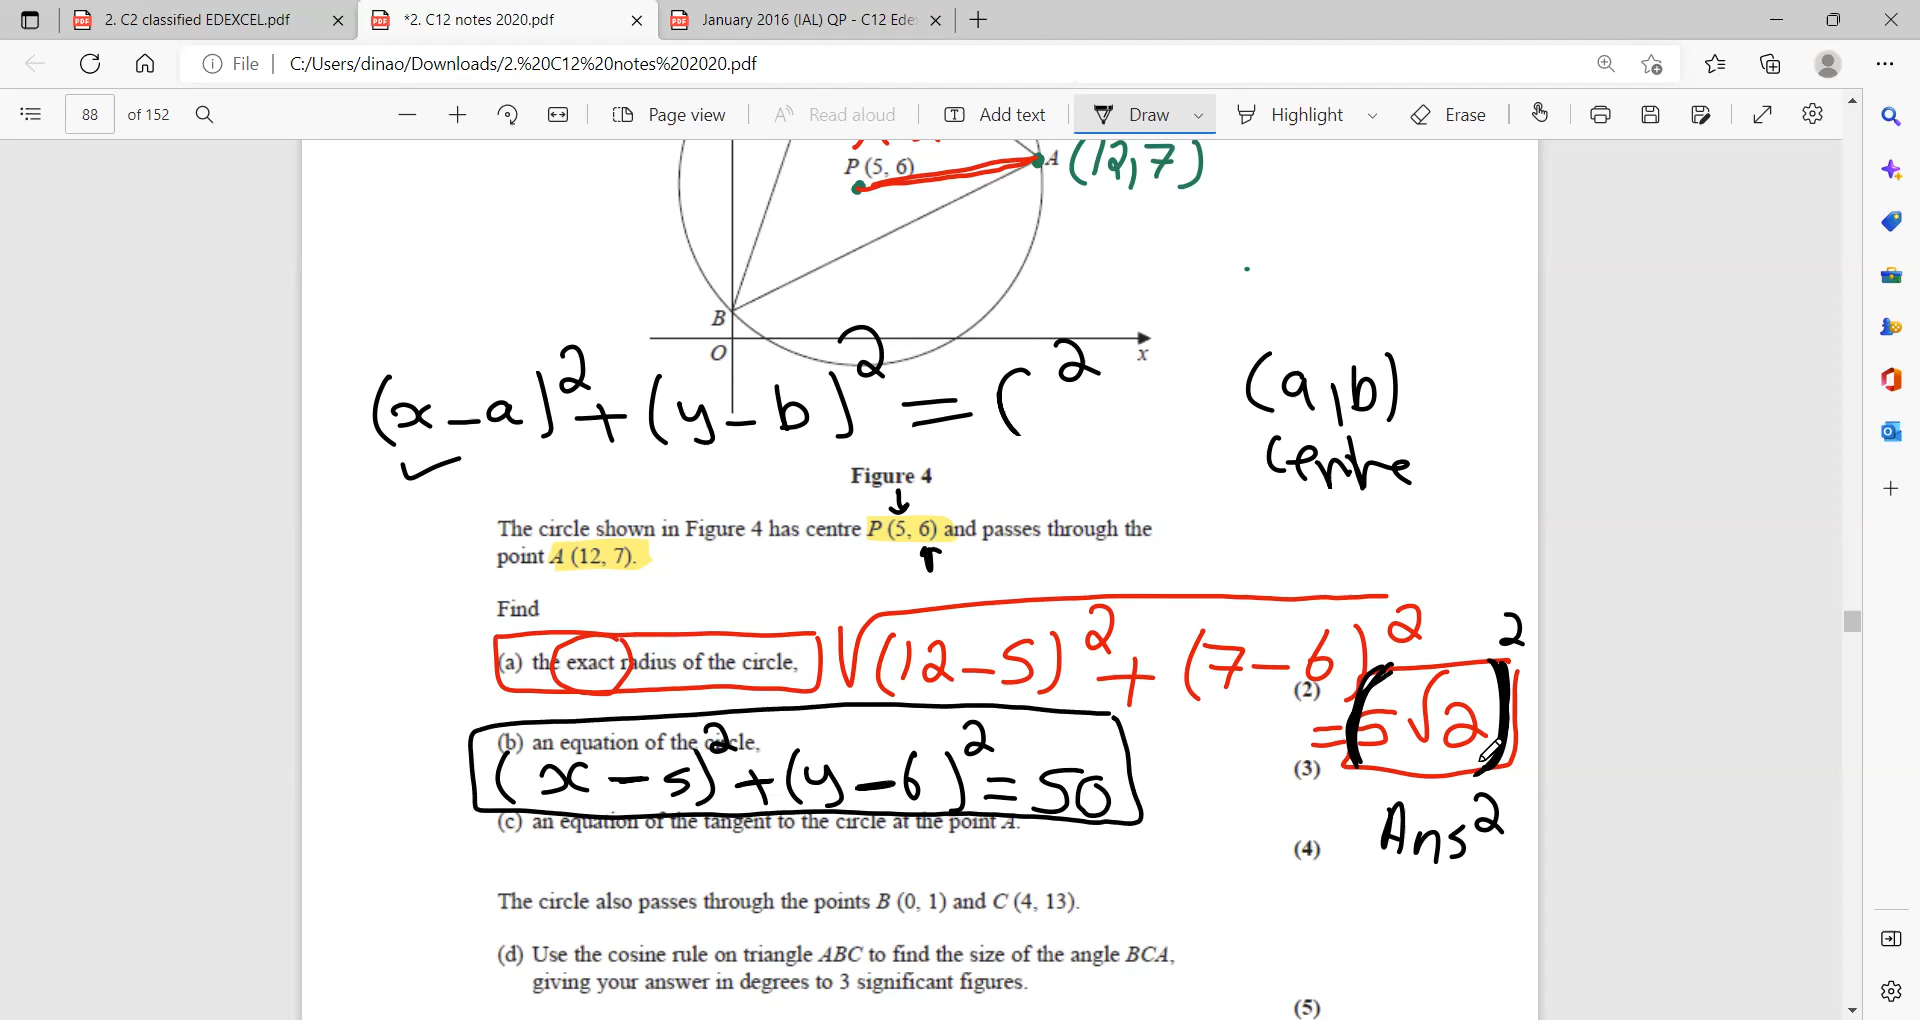 2. C2 classified EDEXCEL.pdf
*2. C12 notes 2020.pdf
January 2016 (IAL) QP - C12 Ede
File
C:/Users/dinao/Downloads/2.%20C12%20notes%202020.pdf
88 of 152
Page view
Read aloud
Add text
Draw
Highlight
Erase
P (5, 6)
A
(12,7)
B
O
x
(x-a)²+(y-b)²=r²
(a,b)
centre
Figure 4
The circle shown in Figure 4 has centre P (5, 6) and passes through the
point A (12, 7).
Find
(a) the exact radius of the circle,
√(12-5)²+(7-6)²
(2)
=(5√2)²
(b) an equation of the circle,
(x-5)²+(y-6)²=50
(3)
(c) an equation of the tangent to the circle at the point A.
Ans²
(4)
The circle also passes through the points B (0, 1) and C (4, 13).
(d) Use the cosine rule on triangle ABC to find the size of the angle BCA,
giving your answer in degrees to 3 significant figures.
(5)